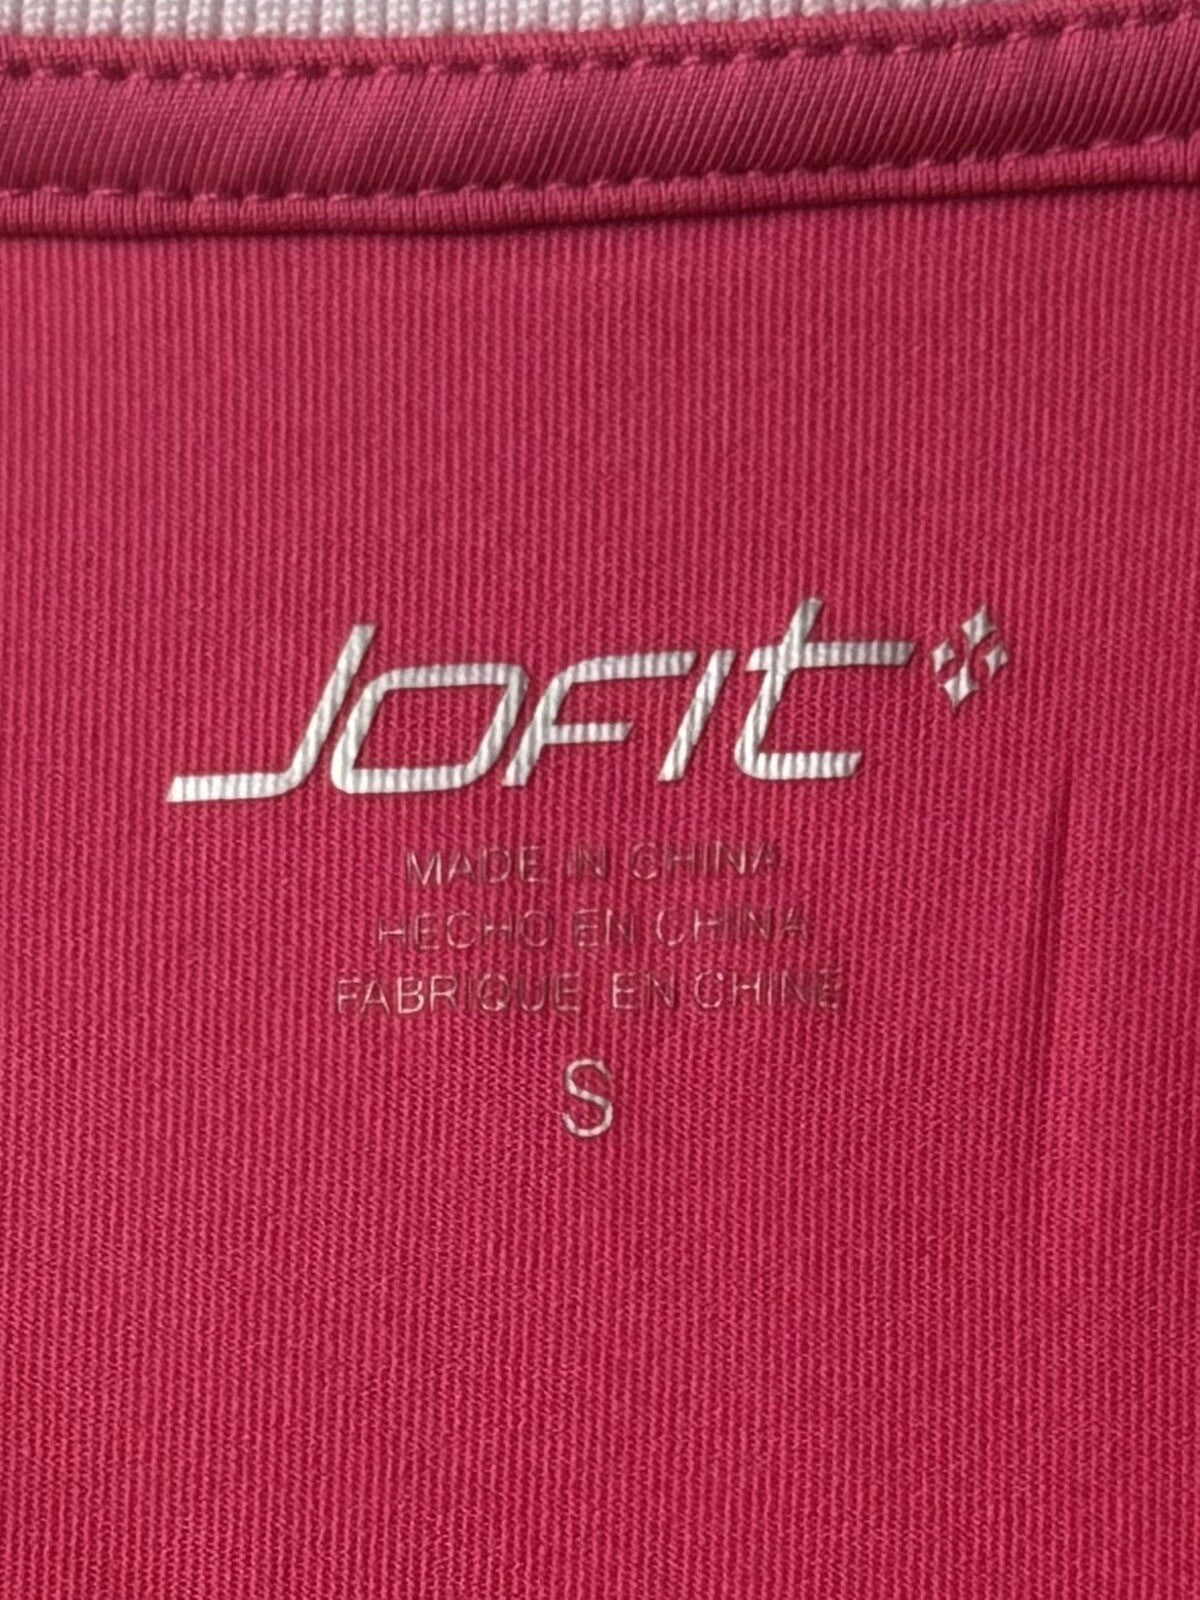 JOFIT
MADE IN CHINA
HECHO EN CHINA
FABRIQUE EN CHINE
S